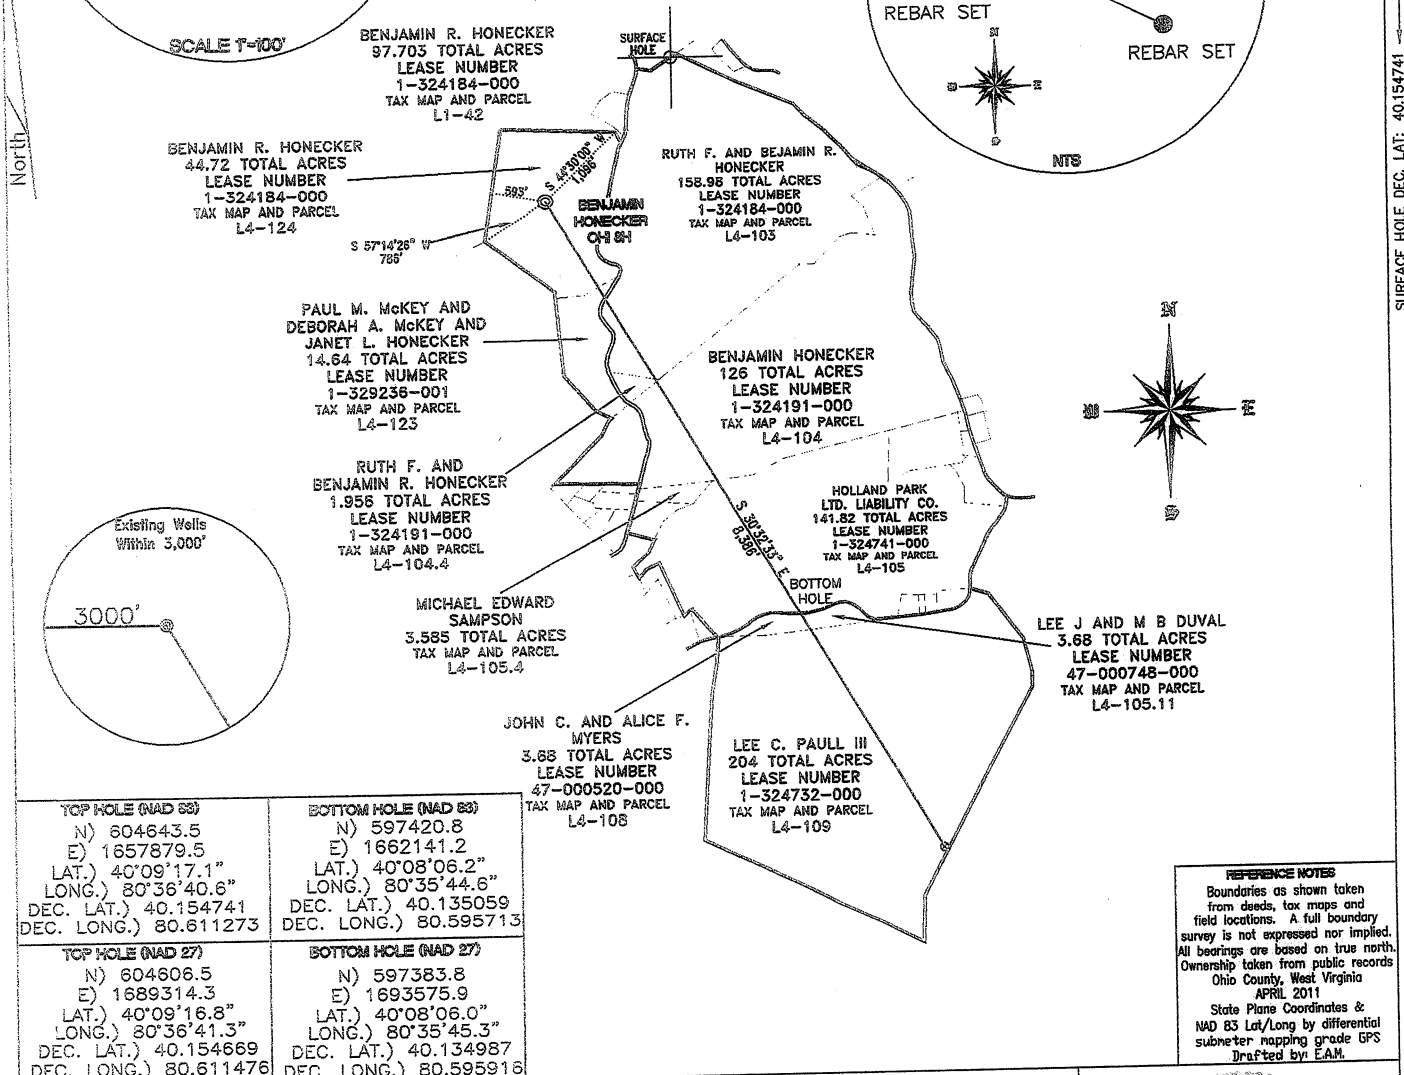 SCALE 1"=100'
North
BENJAMIN R. HONECKER
97.703 TOTAL ACRES
LEASE NUMBER
1-324184-000
TAX MAP AND PARCEL
L1-42
SURFACE
HOLE
REBAR SET
REBAR SET
NTS
SURFACE HOLE DEC. LAT: 40.154741
BENJAMIN R. HONECKER
44.72 TOTAL ACRES
LEASE NUMBER
1-324184-000
TAX MAP AND PARCEL
L4-124
S 44°30'00" W
1,096'
593'
S 57°14'26" W
786'
BENJAMIN
HONECKER
OHI 8H
RUTH F. AND BEJAMIN R.
HONECKER
158.98 TOTAL ACRES
LEASE NUMBER
1-324184-000
TAX MAP AND PARCEL
L4-103
PAUL M. McKEY AND
DEBORAH A. McKEY AND
JANET L. HONECKER
14.64 TOTAL ACRES
LEASE NUMBER
1-329236-001
TAX MAP AND PARCEL
L4-123
BENJAMIN HONECKER
126 TOTAL ACRES
LEASE NUMBER
1-324191-000
TAX MAP AND PARCEL
L4-104
N
W E
S
RUTH F. AND
BENJAMIN R. HONECKER
1.956 TOTAL ACRES
LEASE NUMBER
1-324191-000
TAX MAP AND PARCEL
L4-104.4
HOLLAND PARK
LTD. LIABILITY CO.
141.82 TOTAL ACRES
LEASE NUMBER
1-324741-000
TAX MAP AND PARCEL
L4-105
S 30°32'33" E
8,386'
BOTTOM
HOLE
Existing Wells
Within 3,000'
3000'
MICHAEL EDWARD
SAMPSON
3.585 TOTAL ACRES
TAX MAP AND PARCEL
L4-105.4
LEE J AND M B DUVAL
3.68 TOTAL ACRES
LEASE NUMBER
47-000748-000
TAX MAP AND PARCEL
L4-105.11
JOHN C. AND ALICE F.
MYERS
3.68 TOTAL ACRES
LEASE NUMBER
47-000520-000
TAX MAP AND PARCEL
L4-108
LEE C. PAULL III
204 TOTAL ACRES
LEASE NUMBER
1-324732-000
TAX MAP AND PARCEL
L4-109
TOP HOLE (NAD 83)
N) 604643.5
E) 1657879.5
LAT.) 40°09'17.1"
LONG.) 80°36'40.6"
DEC. LAT.) 40.154741
DEC. LONG.) 80.611273
BOTTOM HOLE (NAD 83)
N) 597420.8
E) 1662141.2
LAT.) 40°08'06.2"
LONG.) 80°35'44.6"
DEC. LAT.) 40.135059
DEC. LONG.) 80.595713
TOP HOLE (NAD 27)
N) 604606.5
E) 1689314.3
LAT.) 40°09'16.8"
LONG.) 80°36'41.3"
DEC. LAT.) 40.154669
DEC. LONG.) 80.611476
BOTTOM HOLE (NAD 27)
N) 597383.8
E) 1693575.9
LAT.) 40°08'06.0"
LONG.) 80°35'45.3"
DEC. LAT.) 40.134987
DEC. LONG.) 80.595916
REFERENCE NOTES
Boundaries as shown taken
from deeds, tax maps and
field locations. A full boundary
survey is not expressed nor implied.
All bearings are based on true north.
Ownership taken from public records
Ohio County, West Virginia
APRIL 2011
State Plane Coordinates &
NAD 83 Lat/Long by differential
submeter mapping grade GPS
Drafted by: E.A.M.